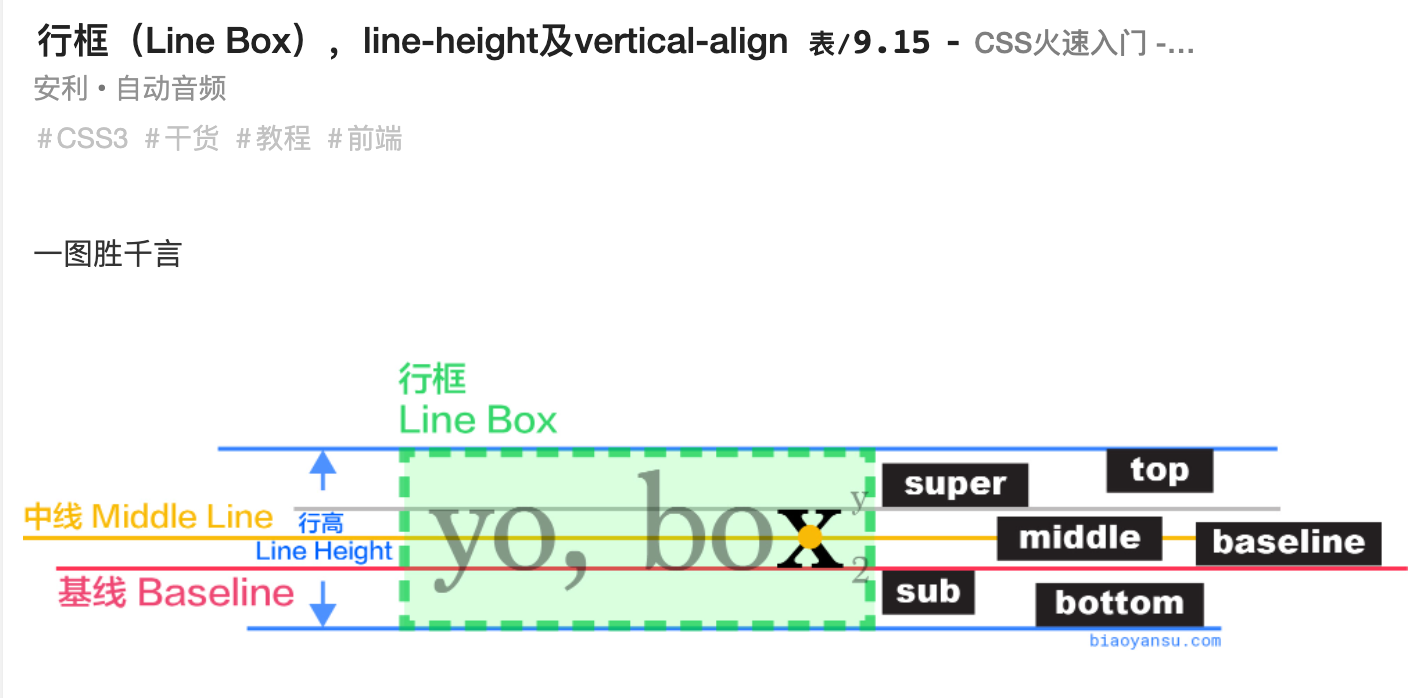 行框（Line Box），line-height及vertical-align 表/9.15 - CSS火速入门 -...
安利 • 自动音频
#CSS3 #干货 #教程 #前端
一图胜千言
行框
Line Box
super
top
y
中线 Middle Line
行高
Line Height
yo, box
middle
baseline
2
基线 Baseline
sub
bottom
biaoyansu.com